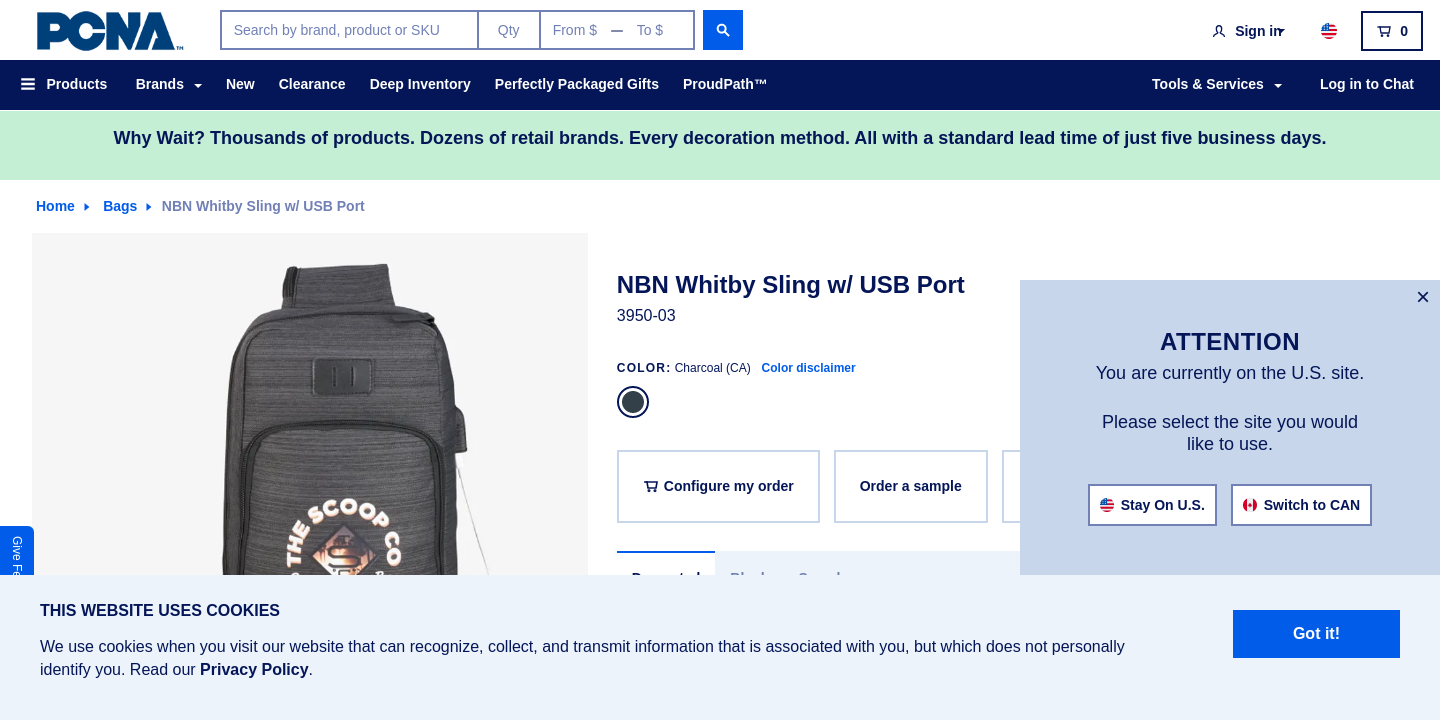 PCNA™
Search by brand, product or SKU
Qty
From $ — To $
Sign in
0
Products
Brands
New
Clearance
Deep Inventory
Perfectly Packaged Gifts
ProudPath™
Tools & Services
Log in to Chat
Why Wait? Thousands of products. Dozens of retail brands. Every decoration method. All with a standard lead time of just five business days.
Home
Bags
NBN Whitby Sling w/ USB Port
NBN Whitby Sling w/ USB Port
3950-03
COLOR: Charcoal (CA) Color disclaimer
Configure my order
Order a sample
THE SCOOP CO
Give Fe
×
ATTENTION
You are currently on the U.S. site.
Please select the site you would
like to use.
Stay On U.S.
Switch to CAN
THIS WEBSITE USES COOKIES
We use cookies when you visit our website that can recognize, collect, and transmit information that is associated with you, but which does not personally
identify you. Read our Privacy Policy.
Got it!